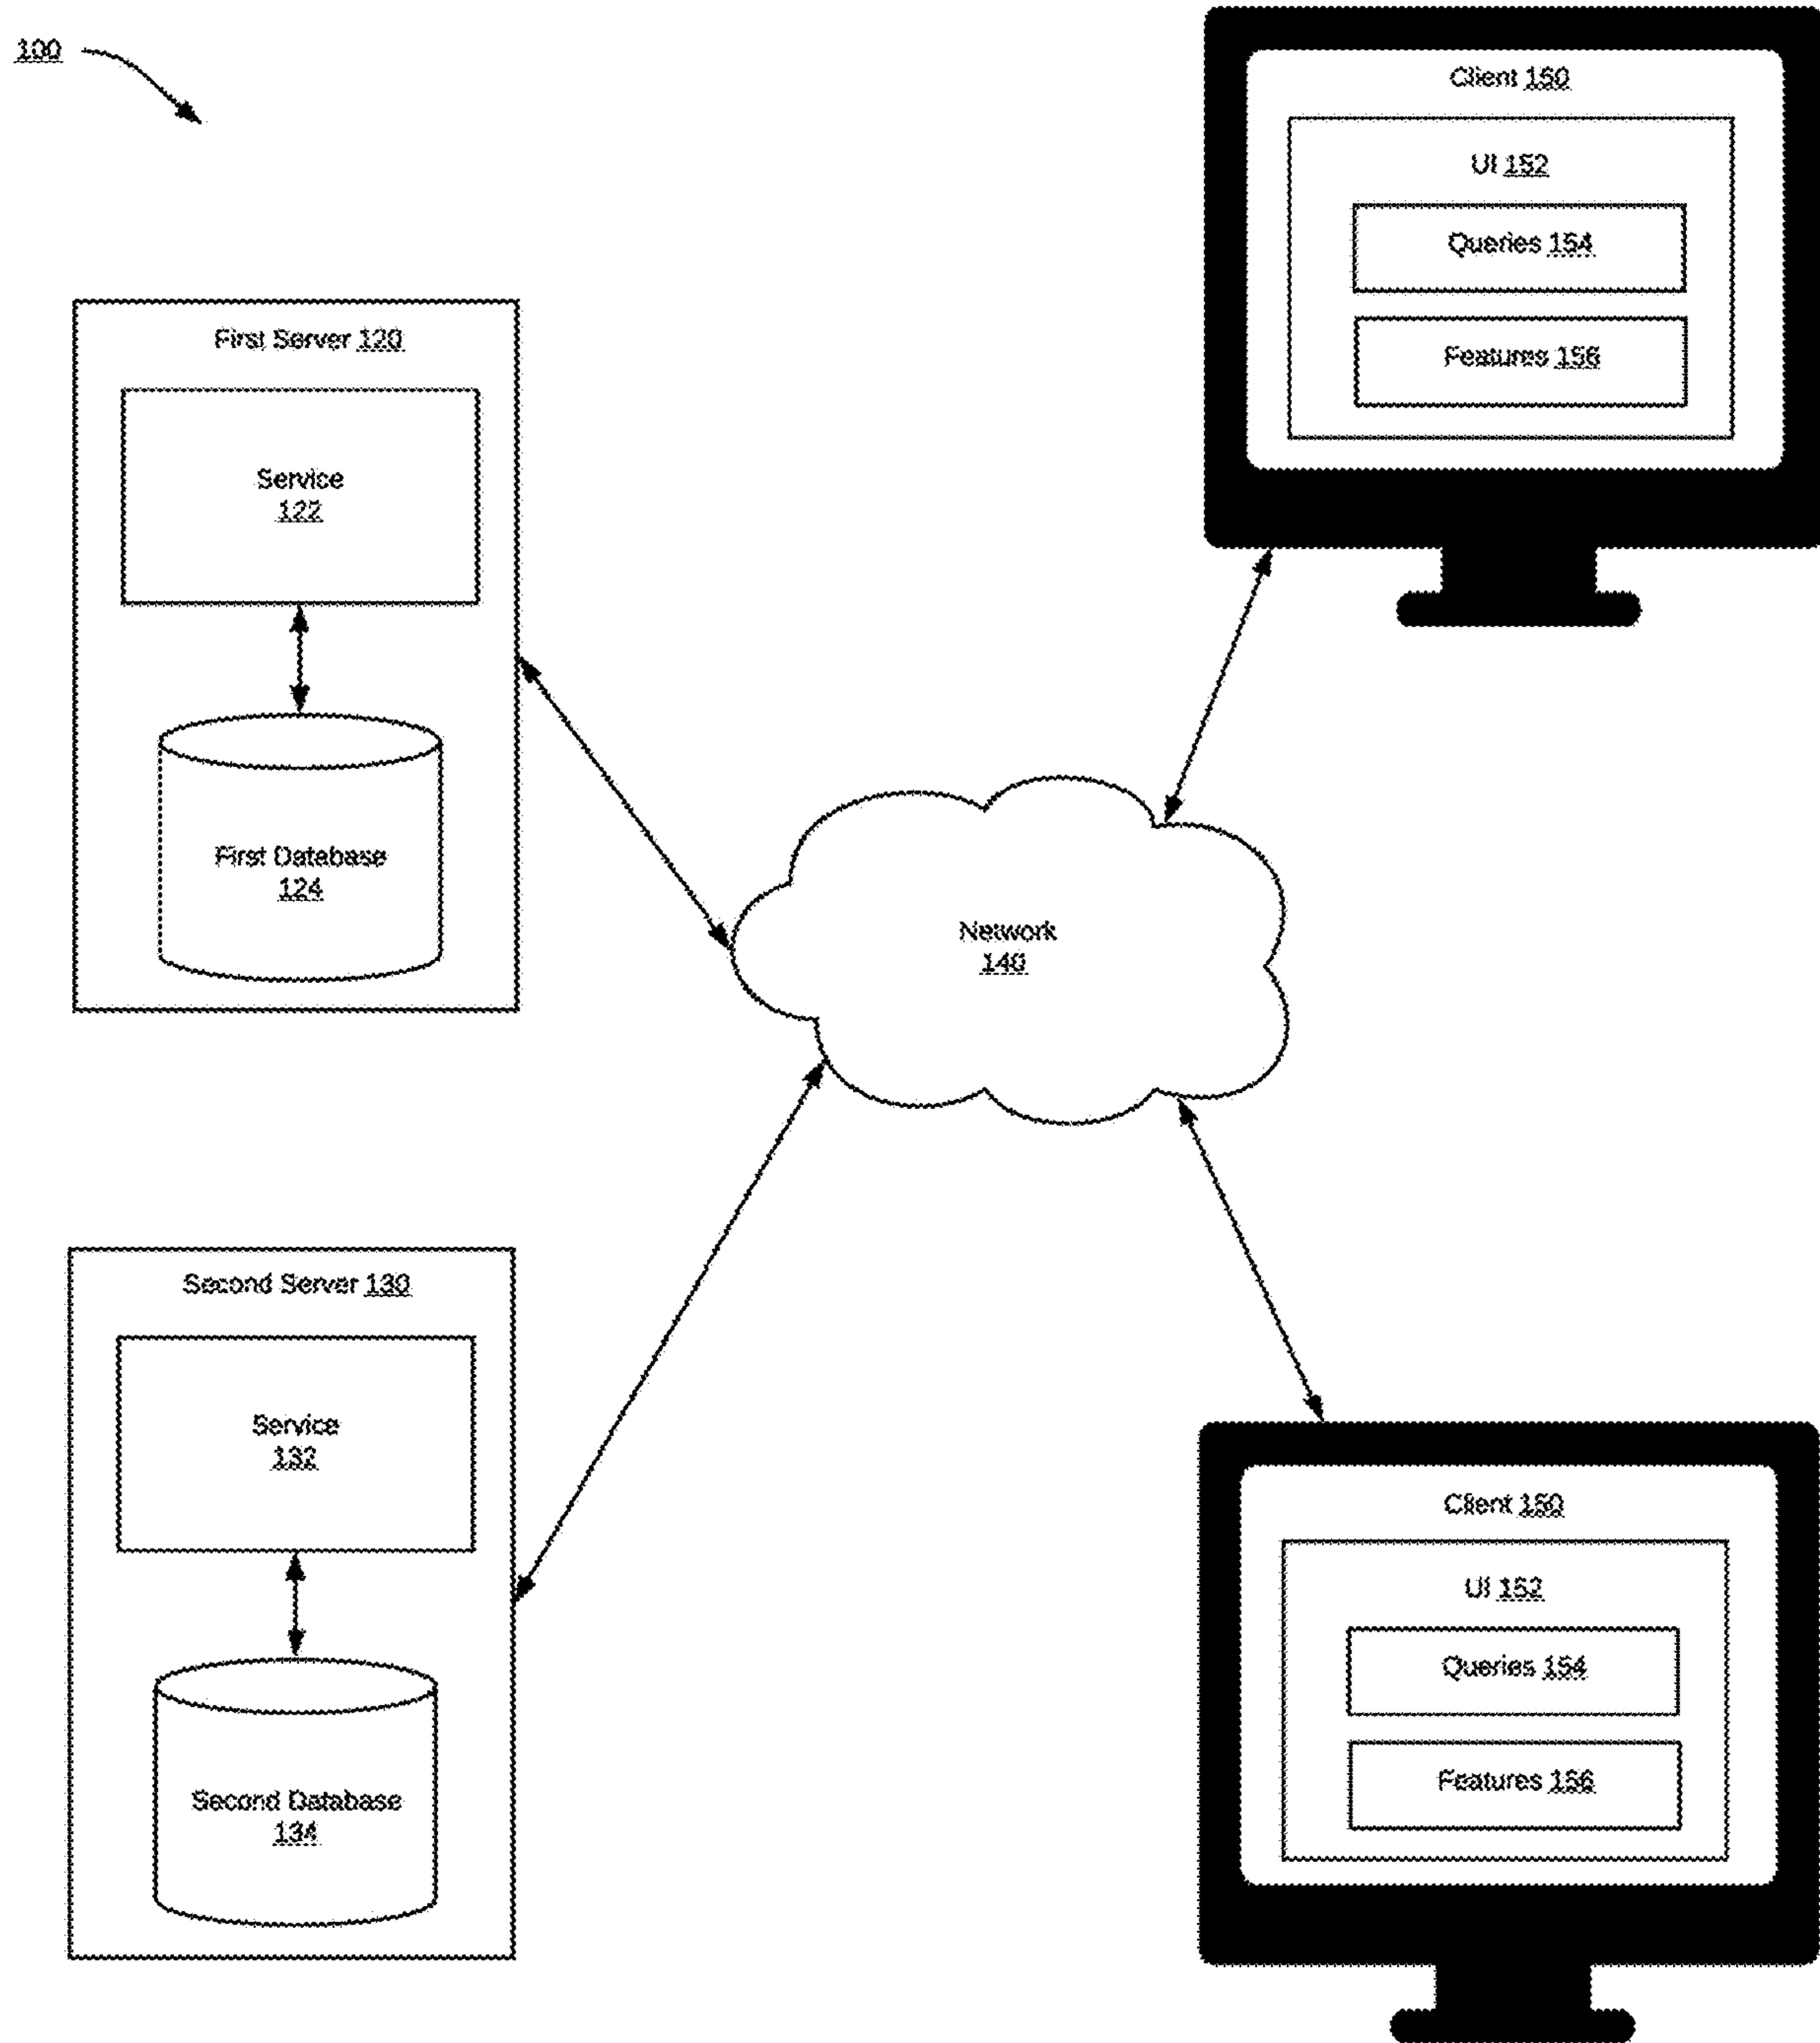 100
Client 150
UI 152
Queries 154
Features 156
First Server 120
Service
122
First Database
124
Network
140
Second Server 130
Service
132
Second Database
134
Client 150
UI 152
Queries 154
Features 156